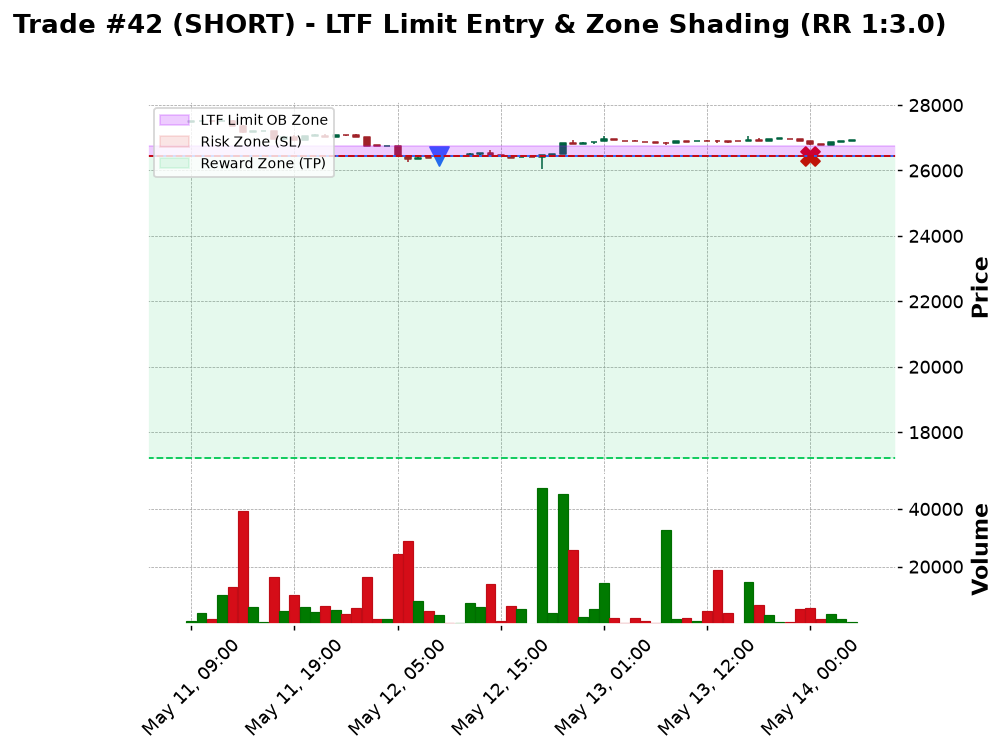 Trade #42 (SHORT) - LTF Limit Entry & Zone Shading (RR 1:3.0)
LTF Limit OB Zone
Risk Zone (SL)
Reward Zone (TP)
28000
26000
24000
22000
20000
18000
Price
40000
20000
Volume
May 11, 09:00
May 11, 19:00
May 12, 05:00
May 12, 15:00
May 13, 01:00
May 13, 12:00
May 14, 00:00